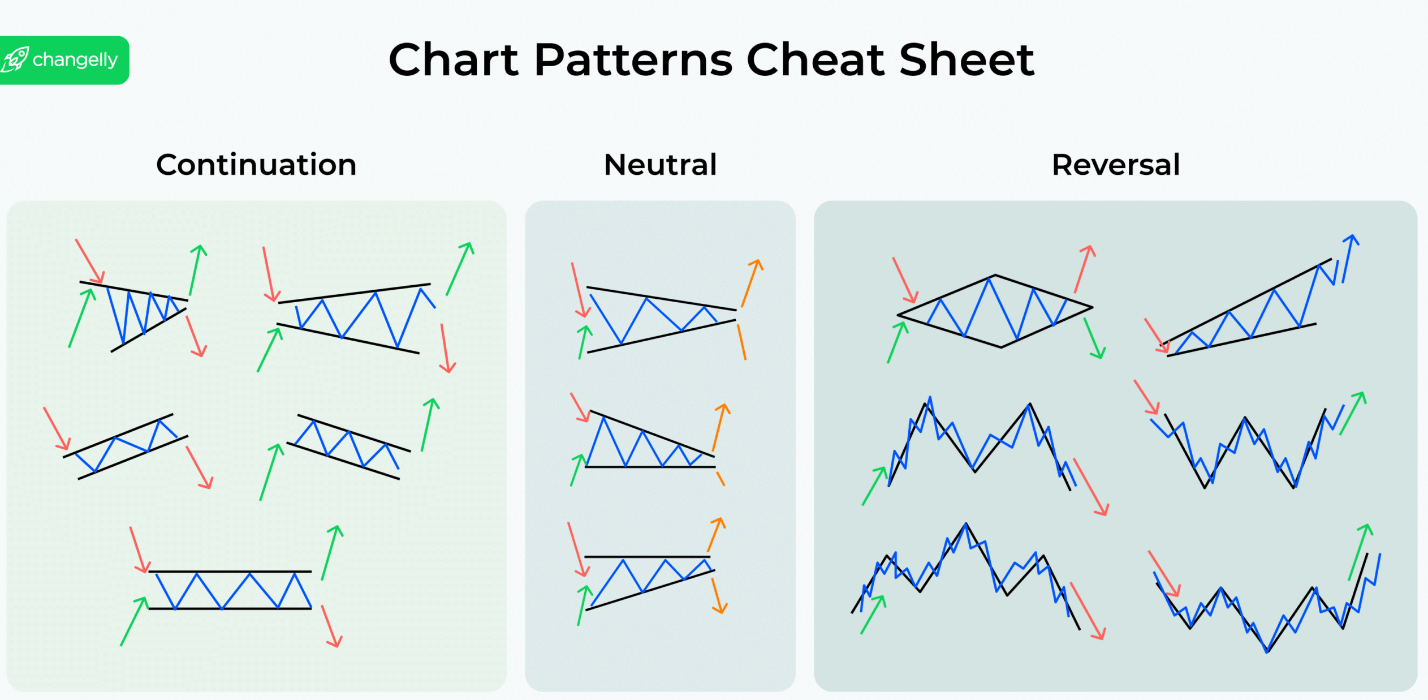 changelly
Chart Patterns Cheat Sheet
Continuation
Neutral
Reversal